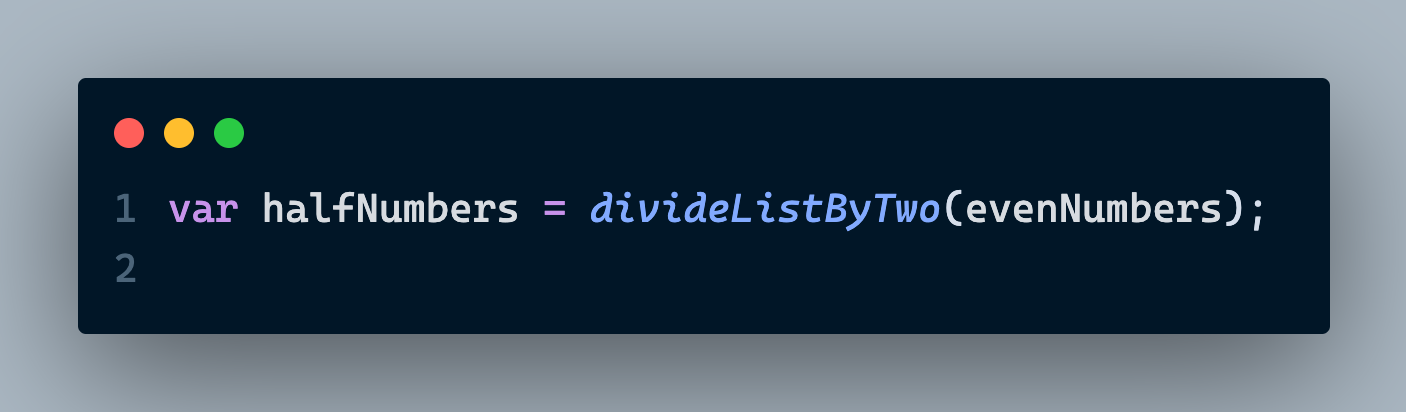 1 var halfNumbers = divideListByTwo(evenNumbers);
2